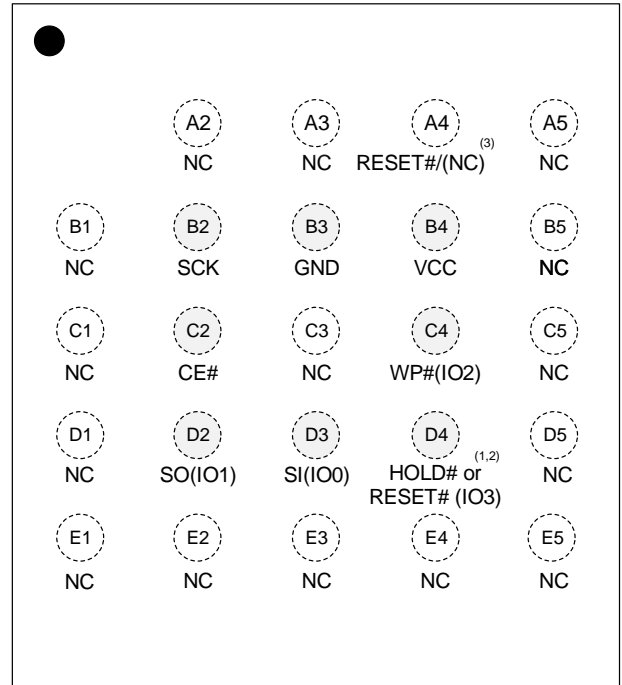 A2 A3 A4 A5
(3)
NC NC RESET#/(NC) NC
B1 B2 B3 B4 B5
NC SCK GND VCC NC
C1 C2 C3 C4 C5
NC CE# NC WP#(IO2) NC
D1 D2 D3 D4 D5
(1,2)
NC SO(IO1) SI(IO0) HOLD# or NC
RESET# (IO3)
E1 E2 E3 E4 E5
NC NC NC NC NC